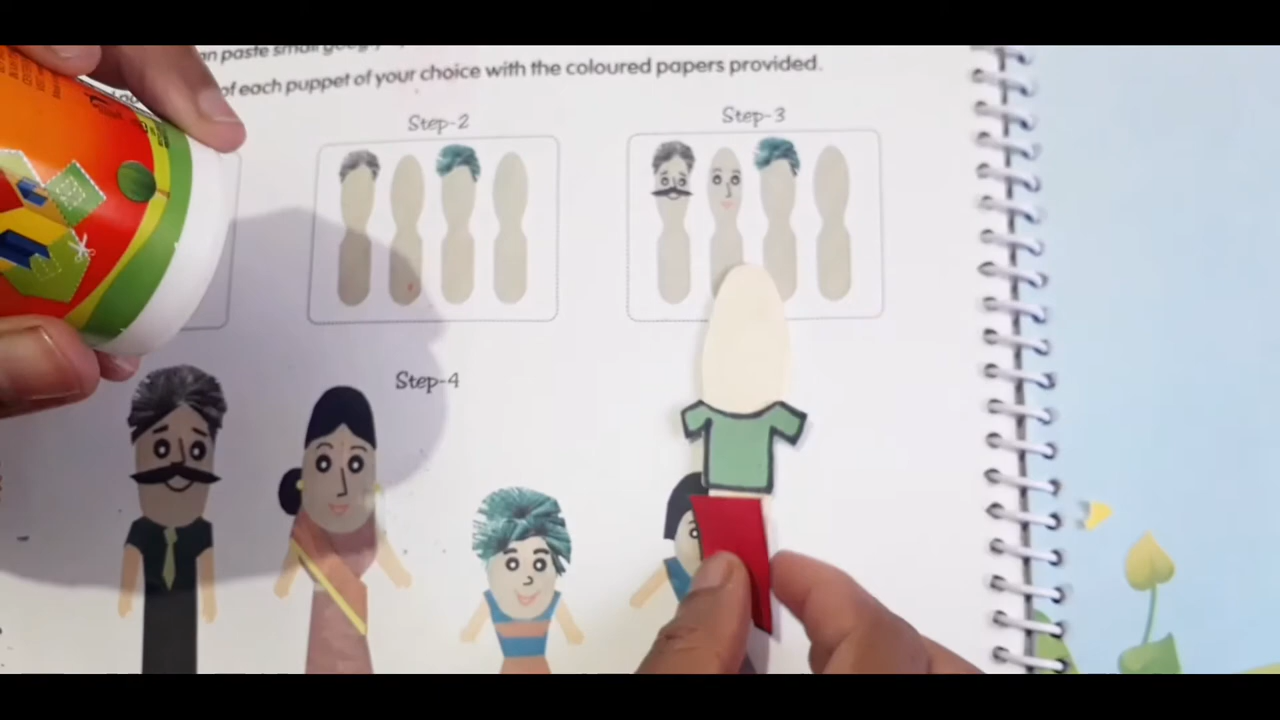 an paste small
of each puppet of your choice with the coloured papers provided.
Step-2
Step-3
Step-4